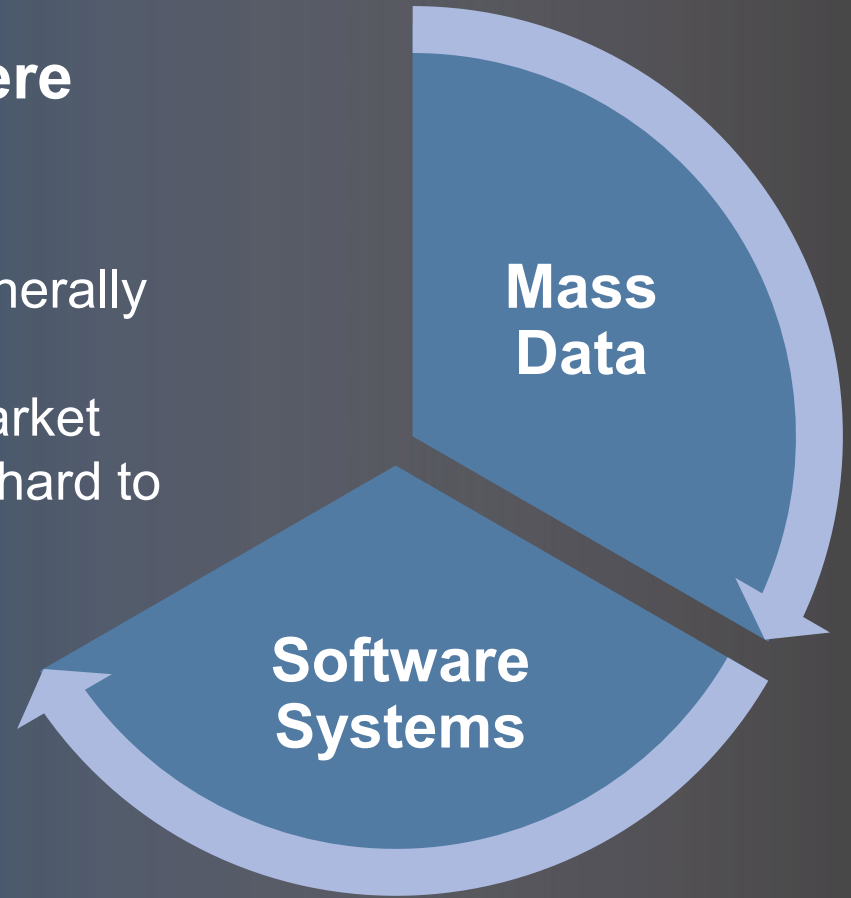 ere
nerally
arket
hard to
Mass
Data
Software
Systems